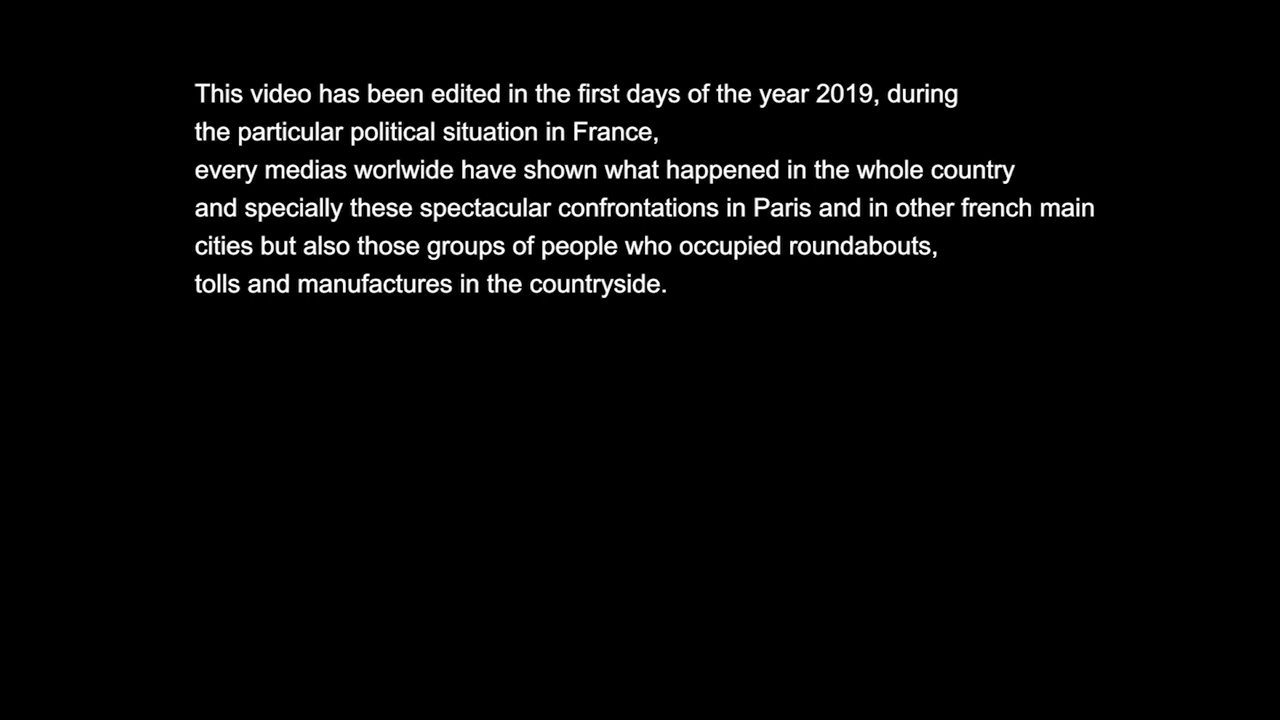 This video has been edited in the first days of the year 2019, during
the particular political situation in France,
every medias worlwide have shown what happened in the whole country
and specially these spectacular confrontations in Paris and in other french main
cities but also those groups of people who occupied roundabouts,
tolls and manufactures in the countryside.